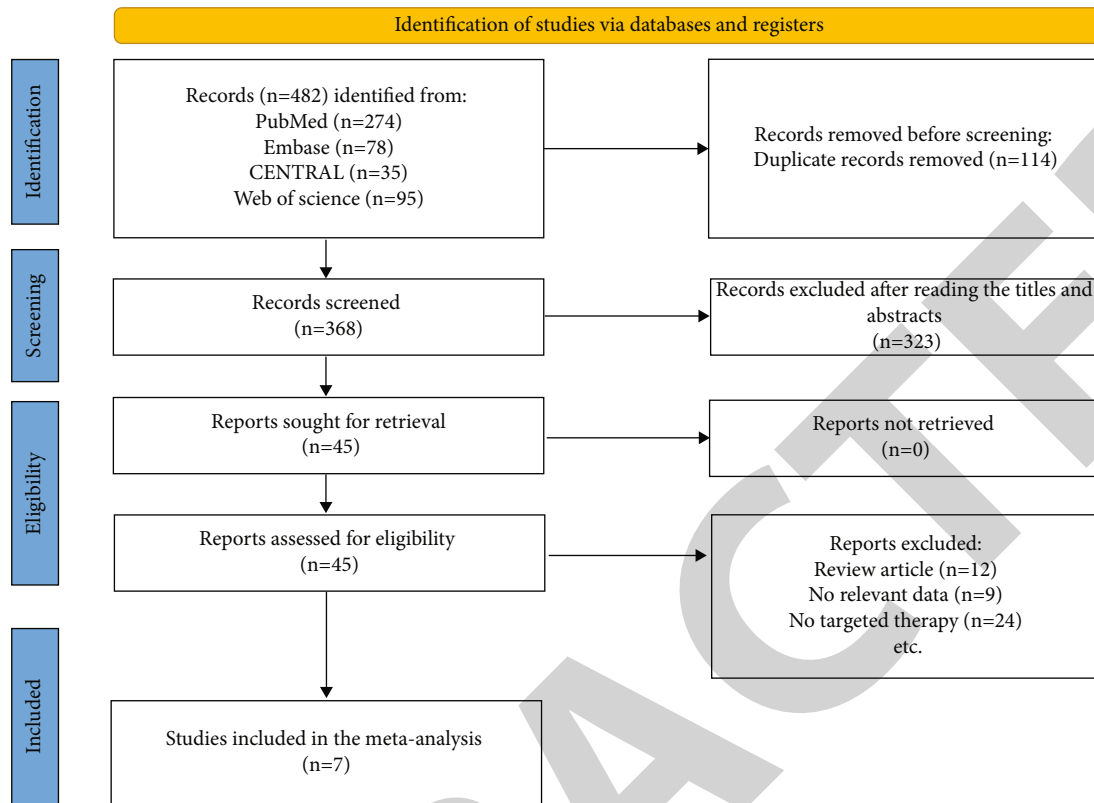 Identification of studies via databases and registers
Identification
Records (n=482) identified from:
PubMed (n=274)
Embase (n=78)
CENTRAL (n=35)
Web of science (n=95)
Records removed before screening:
Duplicate records removed (n=114)
Screening
Records screened
(n=368)
Records excluded after reading the titles and
abstracts
(n=323)
Eligibility
Reports sought for retrieval
(n=45)
Reports not retrieved
(n=0)
Reports assessed for eligibility
(n=45)
Reports excluded:
Review article (n=12)
No relevant data (n=9)
No targeted therapy (n=24)
etc.
Included
Studies included in the meta-analysis
(n=7)